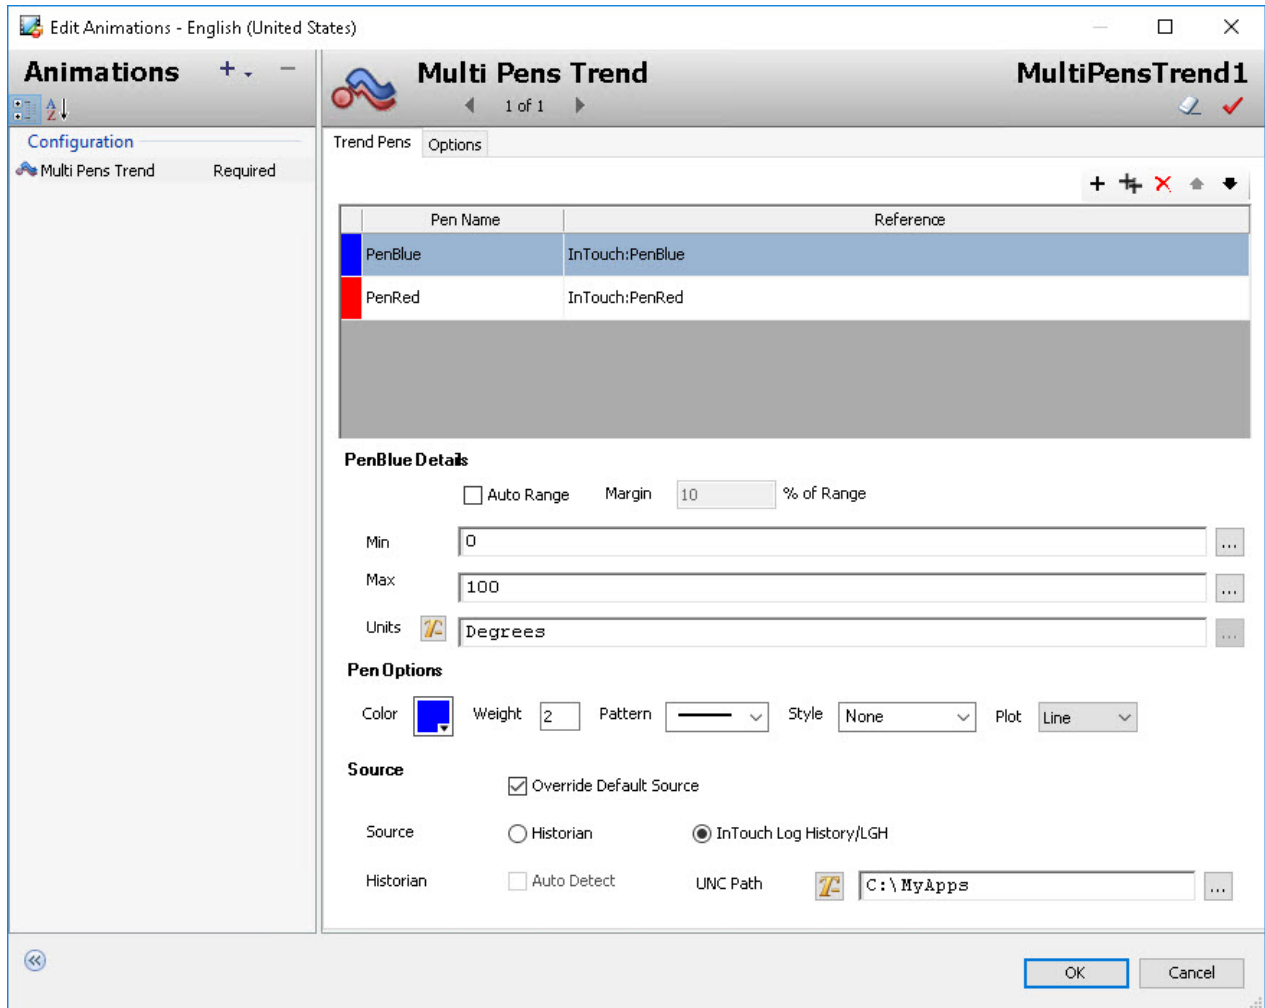 Edit Animations - English (United States)
Animations
Multi Pens Trend
MultiPensTrend1
1 of 1
Configuration
Multi Pens Trend Required
Trend Pens Options
Pen Name Reference
PenBlue InTouch:PenBlue
PenRed InTouch:PenRed
PenBlue Details
Auto Range Margin 10 % of Range
Min 0 ...
Max 100 ...
Units Degrees ...
Pen Options
Color Weight 2 Pattern Style None Plot Line
Source
Override Default Source
Source Historian InTouch Log History/LGH
Historian Auto Detect UNC Path C:\MyApps ...
OK Cancel